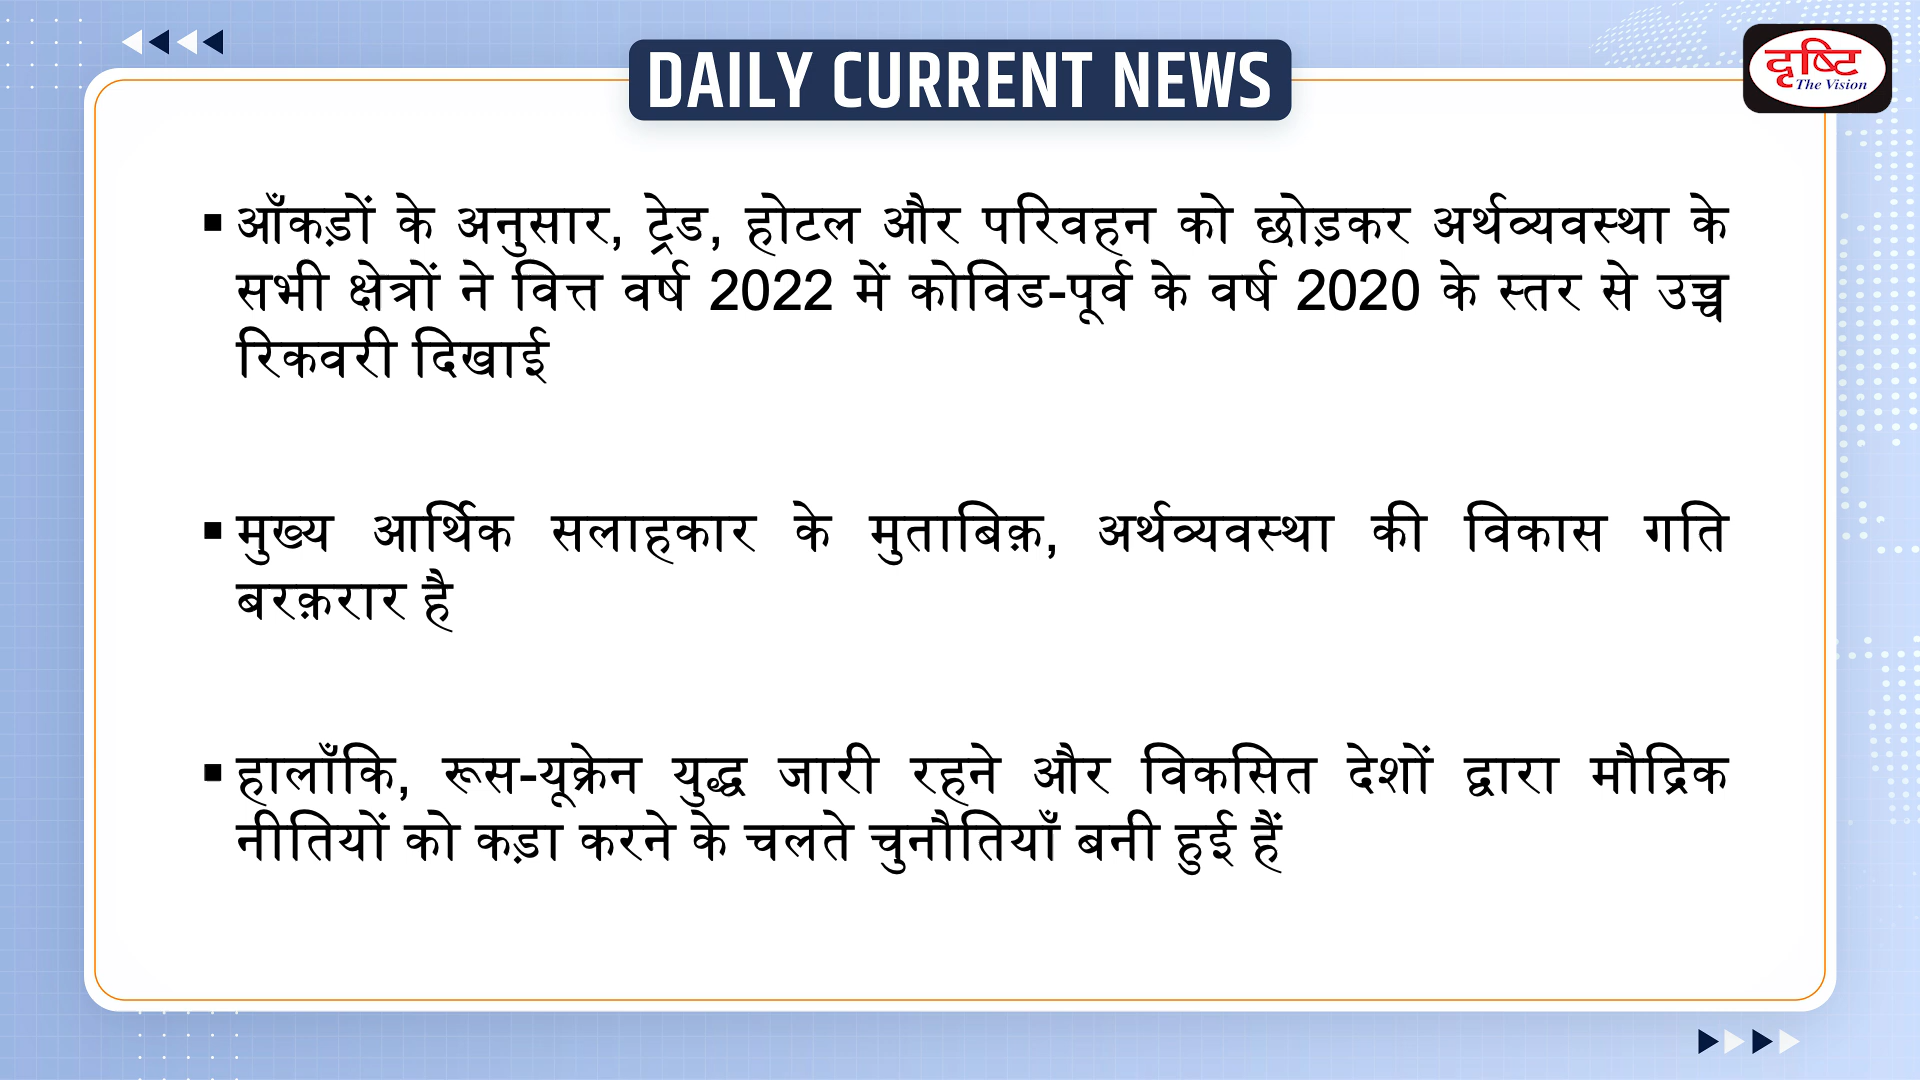 DAILY CURRENT NEWS
दृष्टि
The Vision
▪ आँकड़ों के अनुसार, ट्रेड, होटल और परिवहन को छोड़कर अर्थव्यवस्था के
सभी क्षेत्रों ने वित्त वर्ष 2022 में कोविड-पूर्व के वर्ष 2020 के स्तर से उच्च
रिकवरी दिखाई
▪ मुख्य आर्थिक सलाहकार के मुताबिक़, अर्थव्यवस्था की विकास गति
बरक़रार है
▪ हालाँकि, रूस-यूक्रेन युद्ध जारी रहने और विकसित देशों द्वारा मौद्रिक
नीतियों को कड़ा करने के चलते चुनौतियाँ बनी हुई हैं